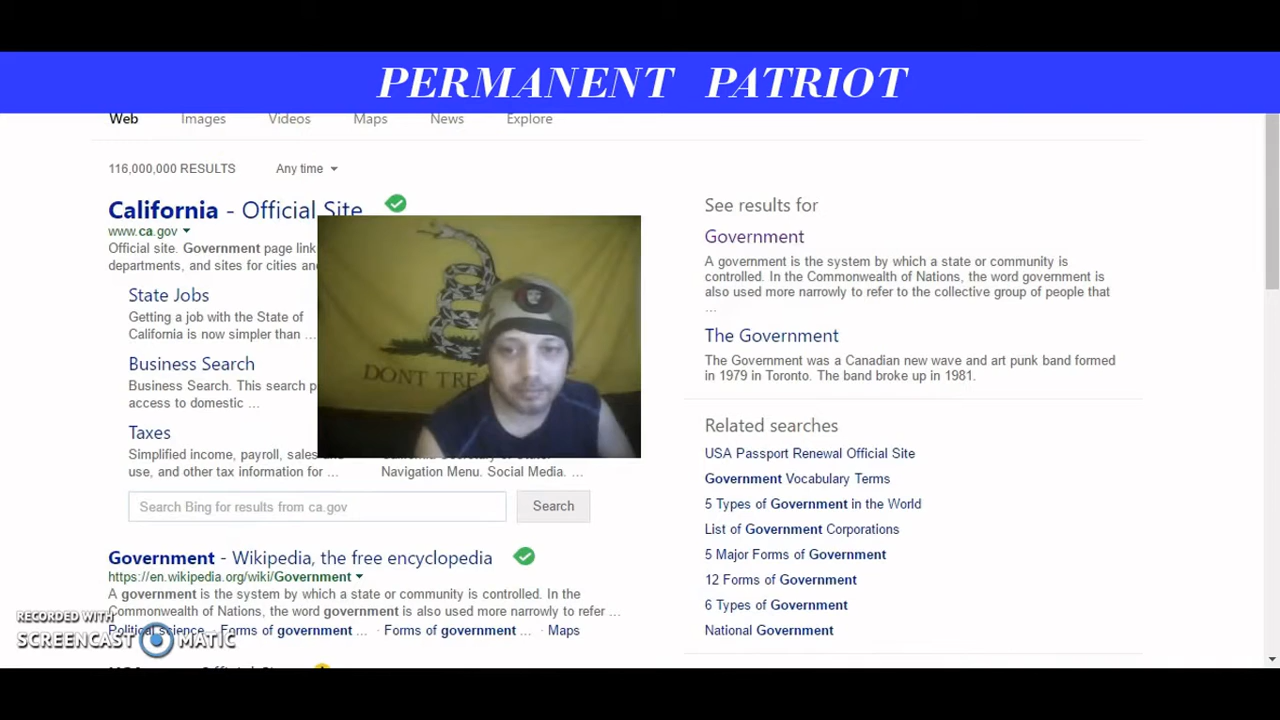 PERMANENT PATRIOT
Web Images Videos Maps News Explore
116,000,000 RESULTS Any time
California - Official Site
www.ca.gov
Official site. Government page link
departments, and sites for cities
State Jobs
Getting a job with the State of
California is now simpler than ...
Business Search
Business Search. This search
access to domestic ...
Taxes
Simplified income, payroll, sales
use, and other tax information for ...
Navigation Menu. Social Media. ...
DONT TRE
Search Bing for results from ca.gov Search
Government - Wikipedia, the free encyclopedia
https://en.wikipedia.org/wiki/Government
A government is the system by which a state or community is controlled. In the
Commonwealth of Nations, the word government is also used more narrowly to refer ...
Political science · Forms of government ... · Forms of government ... · Maps
RECORDED WITH
SCREENCAST MATIC
See results for
Government
A government is the system by which a state or community is
controlled. In the Commonwealth of Nations, the word government is
also used more narrowly to refer to the collective group of people that
...
The Government
The Government was a Canadian new wave and art punk band formed
in 1979 in Toronto. The band broke up in 1981.
Related searches
USA Passport Renewal Official Site
Government Vocabulary Terms
5 Types of Government in the World
List of Government Corporations
5 Major Forms of Government
12 Forms of Government
6 Types of Government
National Government